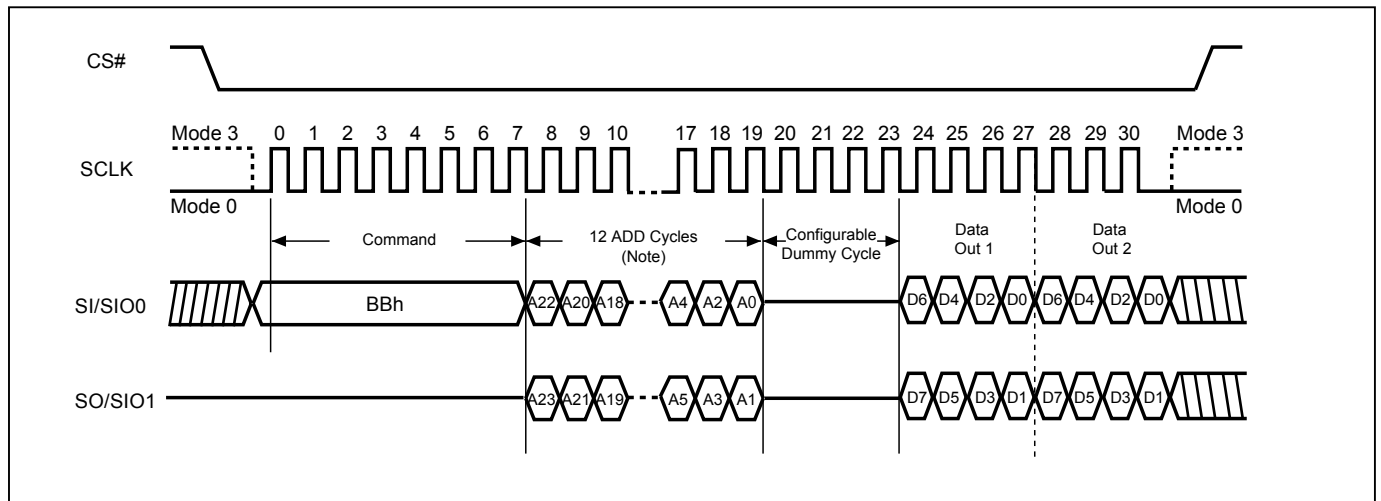 CS#
Mode 3 0 1 2 3 4 5 6 7 8 9 10 17 18 19 20 21 22 23 24 25 26 27 28 29 30 Mode 3
SCLK
Mode 0 Mode 0
Command 12 ADD Cycles (Note) Configurable Dummy Cycle Data Out 1 Data Out 2
SI/SIO0 BBh A22 A20 A18 A4 A2 A0 D6 D4 D2 D0 D6 D4 D2 D0
SO/SIO1 A23 A21 A19 A5 A3 A1 D7 D5 D3 D1 D7 D5 D3 D1